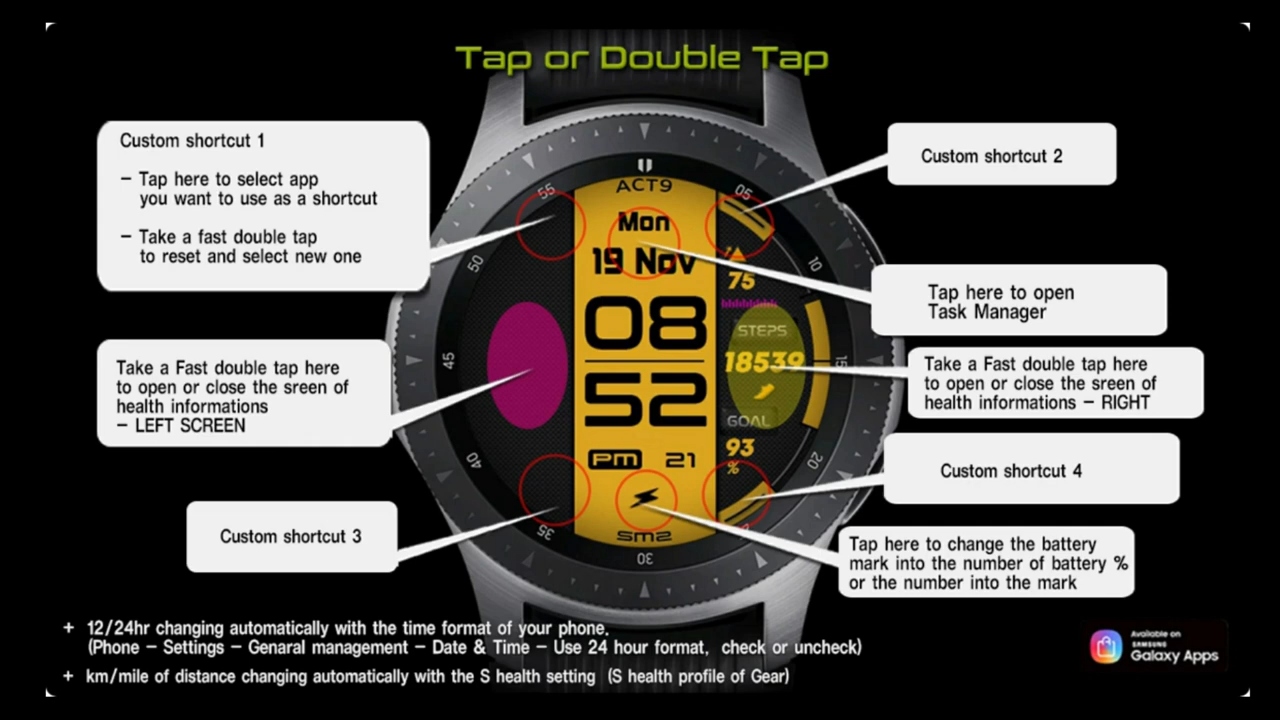 Tap or Double Tap
Custom shortcut 1
- Tap here to select app
you want to use as a shortcut
- Take a fast double tap
to reset and select new one
Custom shortcut 2
Tap here to open
Task Manager
Take a Fast double tap here
to open or close the sreen of
health informations
- LEFT SCREEN
Take a Fast double tap here
to open or close the sreen of
health informations - RIGHT
Custom shortcut 3
Custom shortcut 4
Tap here to change the battery
mark into the number of battery %
or the number into the mark
55
05
10
15
20
30
35
40
45
50
ACT9
Mon
19 Nov
08
52
PM 21
SM2
75
STEPS
18539
GOAL
93
%
+ 12/24hr changing automatically with the time format of your phone.
(Phone - Settings - Genaral management - Date & Time - Use 24 hour format, check or uncheck)
+ km/mile of distance changing automatically with the S health setting (S health profile of Gear)
Available on
SAMSUNG
Galaxy Apps